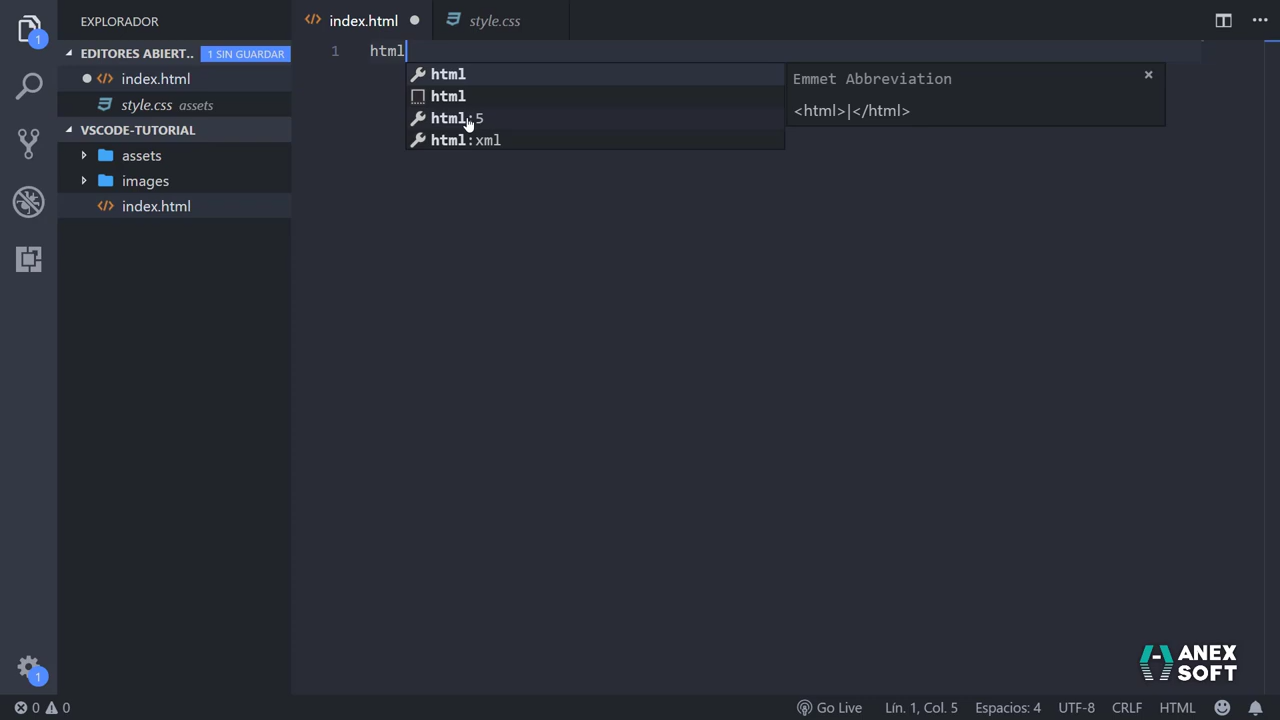 EXPLORADOR
index.html
style.css
EDITORES ABIERT.. 1 SIN GUARDAR
index.html
style.css assets
VSCODE-TUTORIAL
assets
images
index.html
1 html
html
html
html:5
html:xml
Emmet Abbreviation
<html>|</html>
1
1
ANEX
SOFT
0 0
Go Live
Lín. 1, Col. 5
Espacios: 4
UTF-8
CRLF
HTML